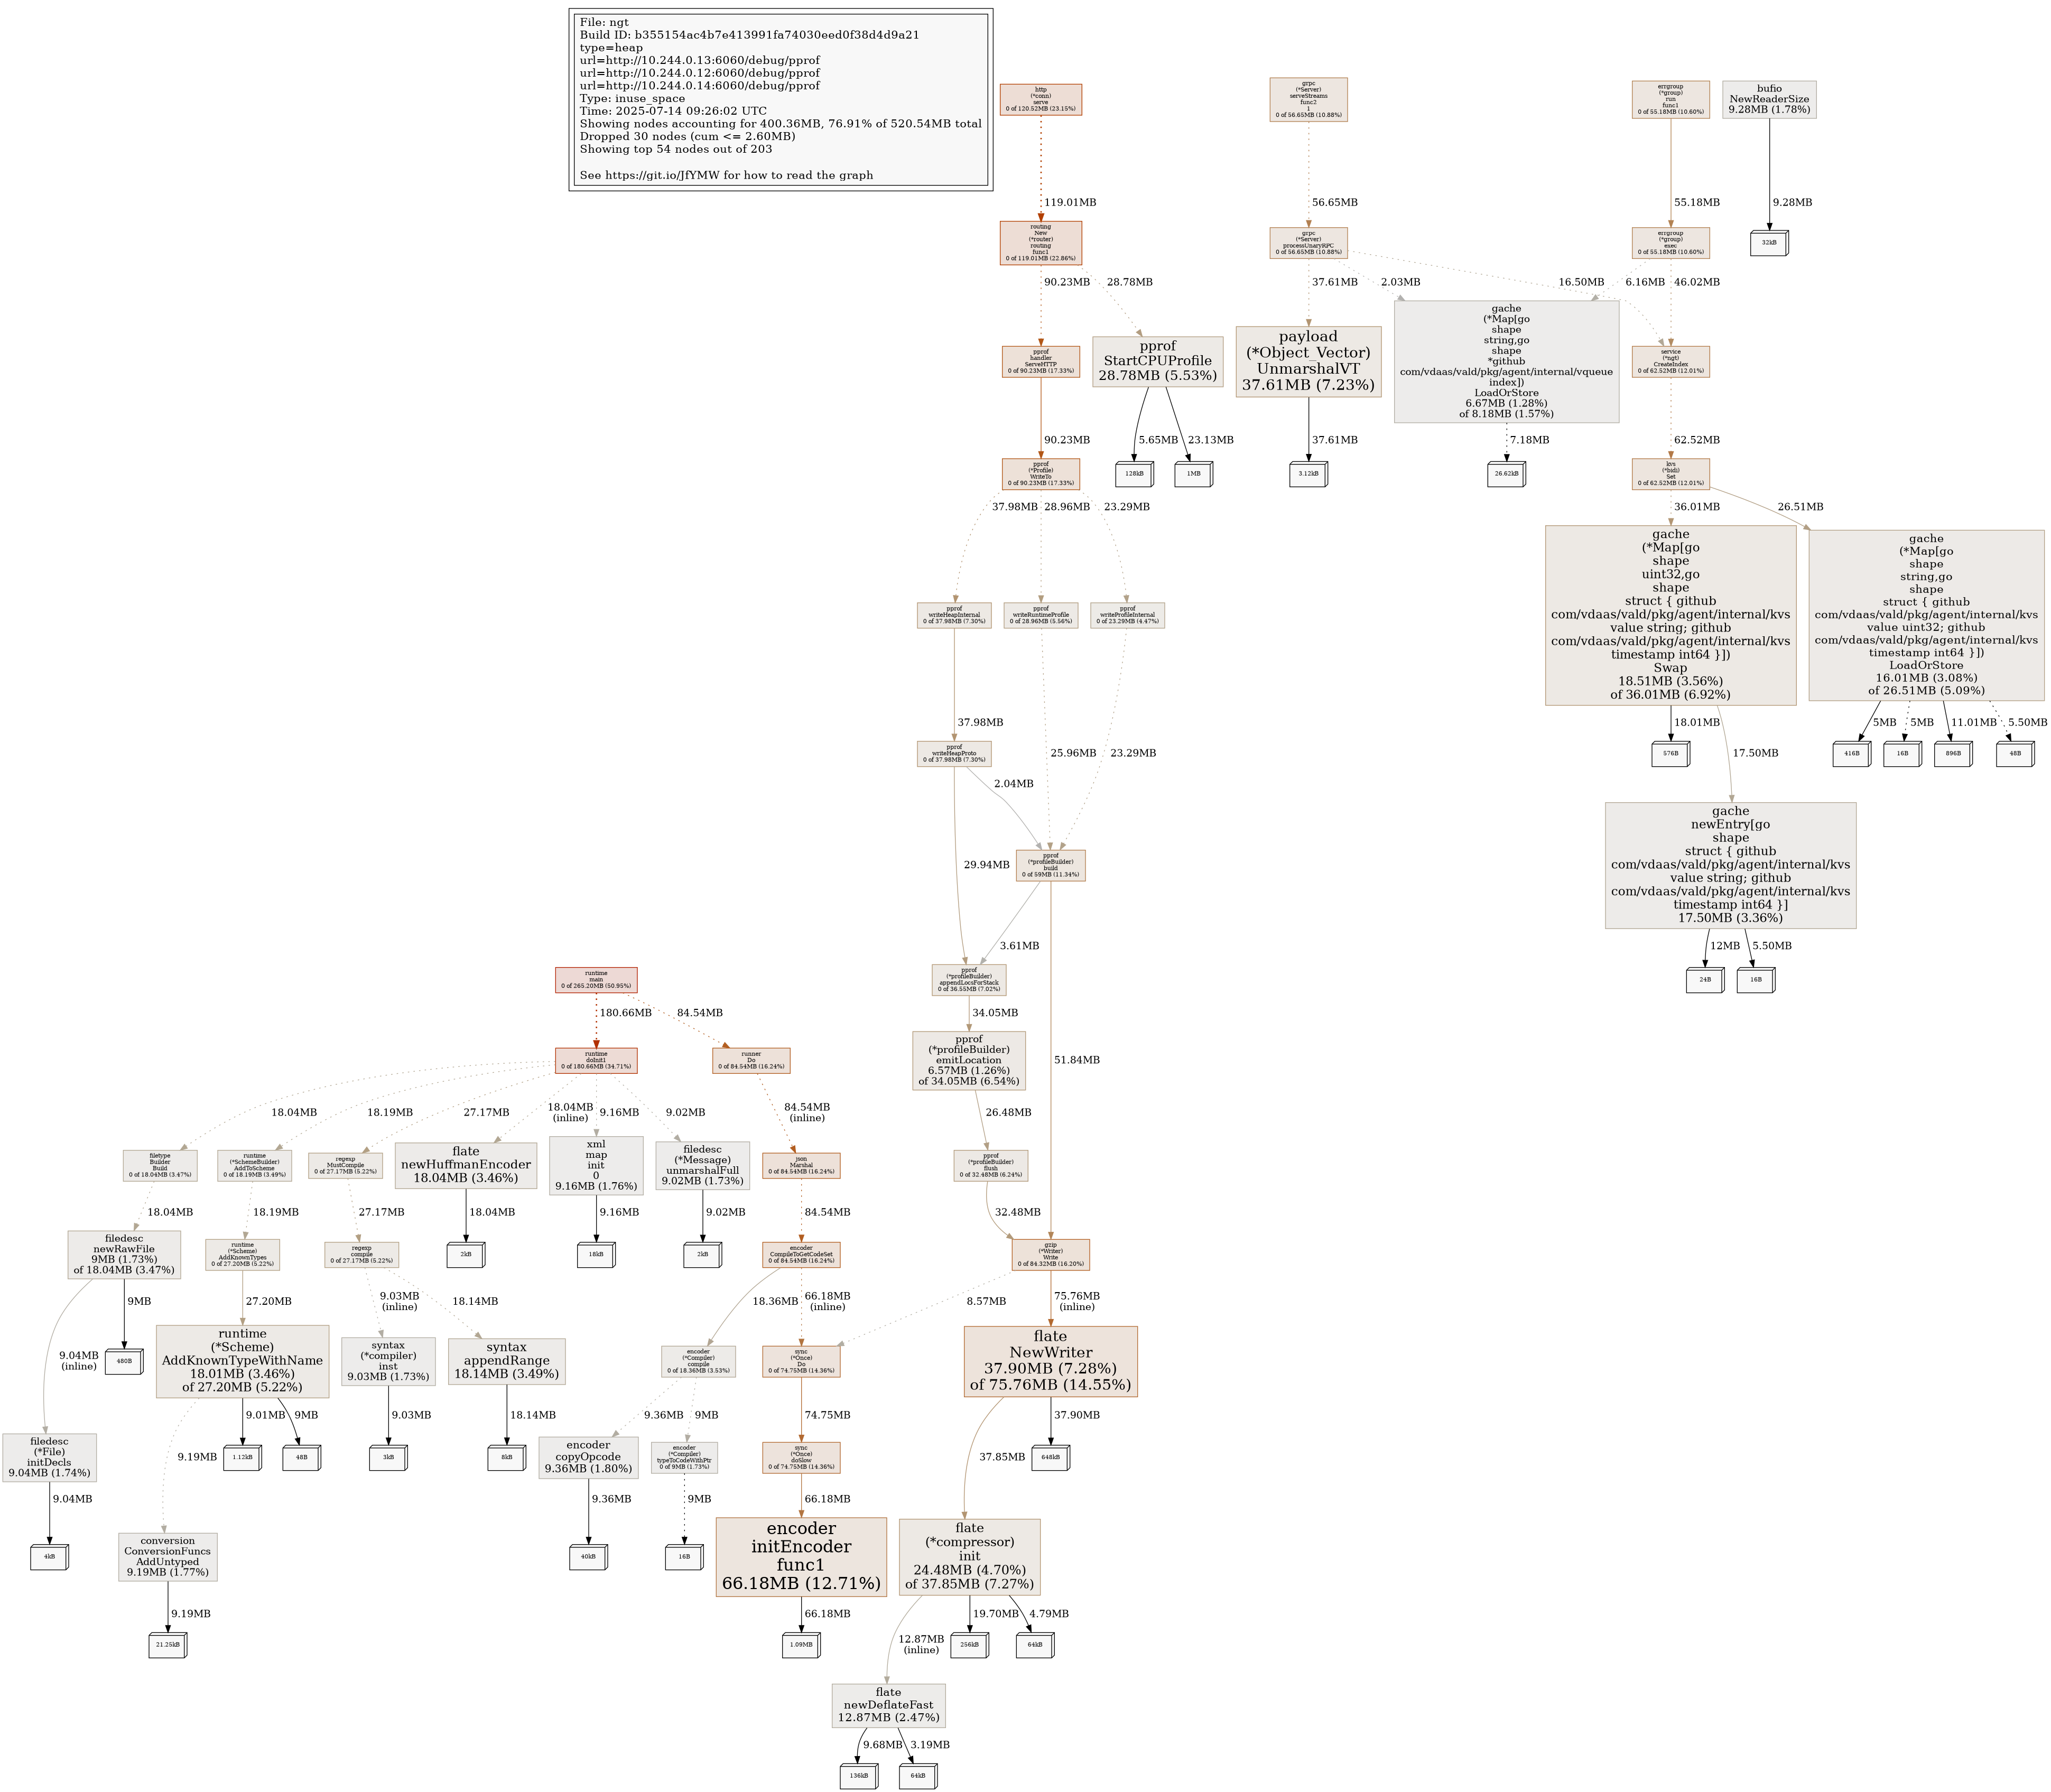 File: ngt
Build ID: b355154ac4b7e413991fa74030eed0f38d4d9a21
type=heap
url=http://10.244.0.13:6060/debug/pprof
url=http://10.244.0.12:6060/debug/pprof
url=http://10.244.0.14:6060/debug/pprof
Type: inuse_space
Time: 2025-07-14 09:26:02 UTC
Showing nodes accounting for 400.36MB, 76.91% of 520.54MB total
Dropped 30 nodes (cum <= 2.60MB)
Showing top 54 nodes out of 203
See https://git.io/JfYMW for how to read the graph
http
(*conn)
serve
0 of 120.52MB (23.15%)
grpc
(*Server)
serveStreams
func2
1
0 of 56.65MB (10.88%)
errgroup
(*group)
run
func1
0 of 55.18MB (10.60%)
bufio
NewReaderSize
9.28MB (1.78%)
119.01MB
56.65MB
55.18MB
9.28MB
routing
New
(*router)
routing
func1
0 of 119.01MB (22.86%)
grpc
(*Server)
processUnaryRPC
0 of 56.65MB (10.88%)
errgroup
(*group)
exec
0 of 55.18MB (10.60%)
32kB
90.23MB
28.78MB
37.61MB
2.03MB
16.50MB
6.16MB
46.02MB
pprof
handler
ServeHTTP
0 of 90.23MB (17.33%)
pprof
StartCPUProfile
28.78MB (5.53%)
payload
(*Object_Vector)
UnmarshalVT
37.61MB (7.23%)
gache
(*Map[go
shape
string,go
shape
*github
com/vdaas/vald/pkg/agent/internal/vqueue
index])
LoadOrStore
6.67MB (1.28%)
of 8.18MB (1.57%)
service
(*ngt)
CreateIndex
0 of 62.52MB (12.01%)
90.23MB
5.65MB
23.13MB
37.61MB
7.18MB
62.52MB
pprof
(*Profile)
WriteTo
0 of 90.23MB (17.33%)
128kB
1MB
3.12kB
26.62kB
kvs
(*bidi)
Set
0 of 62.52MB (12.01%)
37.98MB
28.96MB
23.29MB
36.01MB
26.51MB
pprof
writeHeapInternal
0 of 37.98MB (7.30%)
pprof
writeRuntimeProfile
0 of 28.96MB (5.56%)
pprof
writeProfileInternal
0 of 23.29MB (4.47%)
gache
(*Map[go
shape
uint32,go
shape
struct { github
com/vdaas/vald/pkg/agent/internal/kvs
value string; github
com/vdaas/vald/pkg/agent/internal/kvs
timestamp int64 }])
Swap
18.51MB (3.56%)
of 36.01MB (6.92%)
gache
(*Map[go
shape
string,go
shape
struct { github
com/vdaas/vald/pkg/agent/internal/kvs
value uint32; github
com/vdaas/vald/pkg/agent/internal/kvs
timestamp int64 }])
LoadOrStore
16.01MB (3.08%)
of 26.51MB (5.09%)
37.98MB
25.96MB
23.29MB
18.01MB
17.50MB
5MB
5MB
11.01MB
5.50MB
pprof
writeHeapProto
0 of 37.98MB (7.30%)
576B
416B
16B
896B
48B
2.04MB
29.94MB
pprof
(*profileBuilder)
build
0 of 59MB (11.34%)
gache
newEntry[go
shape
struct { github
com/vdaas/vald/pkg/agent/internal/kvs
value string; github
com/vdaas/vald/pkg/agent/internal/kvs
timestamp int64 }]
17.50MB (3.36%)
3.61MB
51.84MB
12MB
5.50MB
24B
16B
runtime
main
0 of 265.20MB (50.95%)
pprof
(*profileBuilder)
appendLocsForStack
0 of 36.55MB (7.02%)
180.66MB
84.54MB
34.05MB
runtime
doInit1
0 of 180.66MB (34.71%)
runner
Do
0 of 84.54MB (16.24%)
pprof
(*profileBuilder)
emitLocation
6.57MB (1.26%)
of 34.05MB (6.54%)
18.04MB
18.19MB
27.17MB
18.04MB
(inline)
9.16MB
9.02MB
84.54MB
(inline)
26.48MB
filetype
Builder
Build
0 of 18.04MB (3.47%)
runtime
(*SchemeBuilder)
AddToScheme
0 of 18.19MB (3.49%)
regexp
MustCompile
0 of 27.17MB (5.22%)
flate
newHuffmanEncoder
18.04MB (3.46%)
xml
map
init
0
9.16MB (1.76%)
filedesc
(*Message)
unmarshalFull
9.02MB (1.73%)
json
Marshal
0 of 84.54MB (16.24%)
pprof
(*profileBuilder)
flush
0 of 32.48MB (6.24%)
18.04MB
18.19MB
27.17MB
18.04MB
9.16MB
9.02MB
84.54MB
32.48MB
filedesc
newRawFile
9MB (1.73%)
of 18.04MB (3.47%)
runtime
(*Scheme)
AddKnownTypes
0 of 27.20MB (5.22%)
regexp
compile
0 of 27.17MB (5.22%)
2kB
18kB
2kB
encoder
CompileToGetCodeSet
0 of 84.54MB (16.24%)
gzip
(*Writer)
Write
0 of 84.32MB (16.20%)
9.04MB
(inline)
9MB
27.20MB
9.03MB
(inline)
18.14MB
18.36MB
66.18MB
(inline)
8.57MB
75.76MB
(inline)
480B
runtime
(*Scheme)
AddKnownTypeWithName
18.01MB (3.46%)
of 27.20MB (5.22%)
syntax
(*compiler)
inst
9.03MB (1.73%)
syntax
appendRange
18.14MB (3.49%)
encoder
(*Compiler)
compile
0 of 18.36MB (3.53%)
sync
(*Once)
Do
0 of 74.75MB (14.36%)
flate
NewWriter
37.90MB (7.28%)
of 75.76MB (14.55%)
9.19MB
9.01MB
9MB
9.03MB
18.14MB
9.36MB
9MB
74.75MB
37.85MB
37.90MB
filedesc
(*File)
initDecls
9.04MB (1.74%)
1.12kB
48B
3kB
8kB
encoder
copyOpcode
9.36MB (1.80%)
encoder
(*Compiler)
typeToCodeWithPtr
0 of 9MB (1.73%)
sync
(*Once)
doSlow
0 of 74.75MB (14.36%)
648kB
9.04MB
9.36MB
9MB
66.18MB
4kB
conversion
ConversionFuncs
AddUntyped
9.19MB (1.77%)
40kB
16B
encoder
initEncoder
func1
66.18MB (12.71%)
flate
(*compressor)
init
24.48MB (4.70%)
of 37.85MB (7.27%)
9.19MB
66.18MB
12.87MB
(inline)
19.70MB
4.79MB
21.25kB
1.09MB
256kB
64kB
flate
newDeflateFast
12.87MB (2.47%)
9.68MB
3.19MB
136kB
64kB